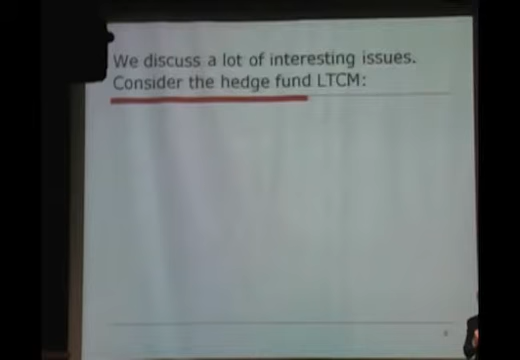 We discuss a lot of interesting issues.
Consider the hedge fund LTCM: